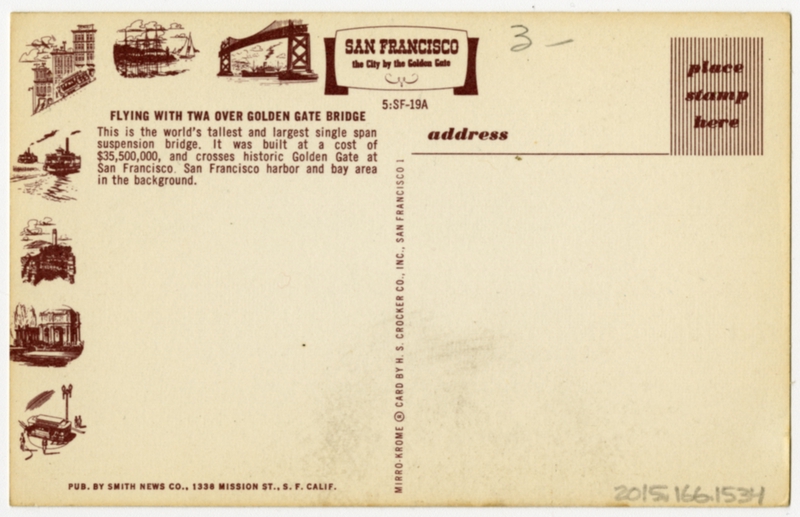 SAN FRANCISCO
the City by the Golden Gate
3 –
place
stamp
here
5:SF-19A
FLYING WITH TWA OVER GOLDEN GATE BRIDGE
This is the world's tallest and largest single span
suspension bridge. It was built at a cost of
$35,500,000, and crosses historic Golden Gate at
San Francisco. San Francisco harbor and bay area
in the background.
address
MIRRO-KROME ® CARD BY H. S. CROCKER CO., INC., SAN FRANCISCO 1
PUB. BY SMITH NEWS CO., 1336 MISSION ST., S. F. CALIF.
2015.166.1534